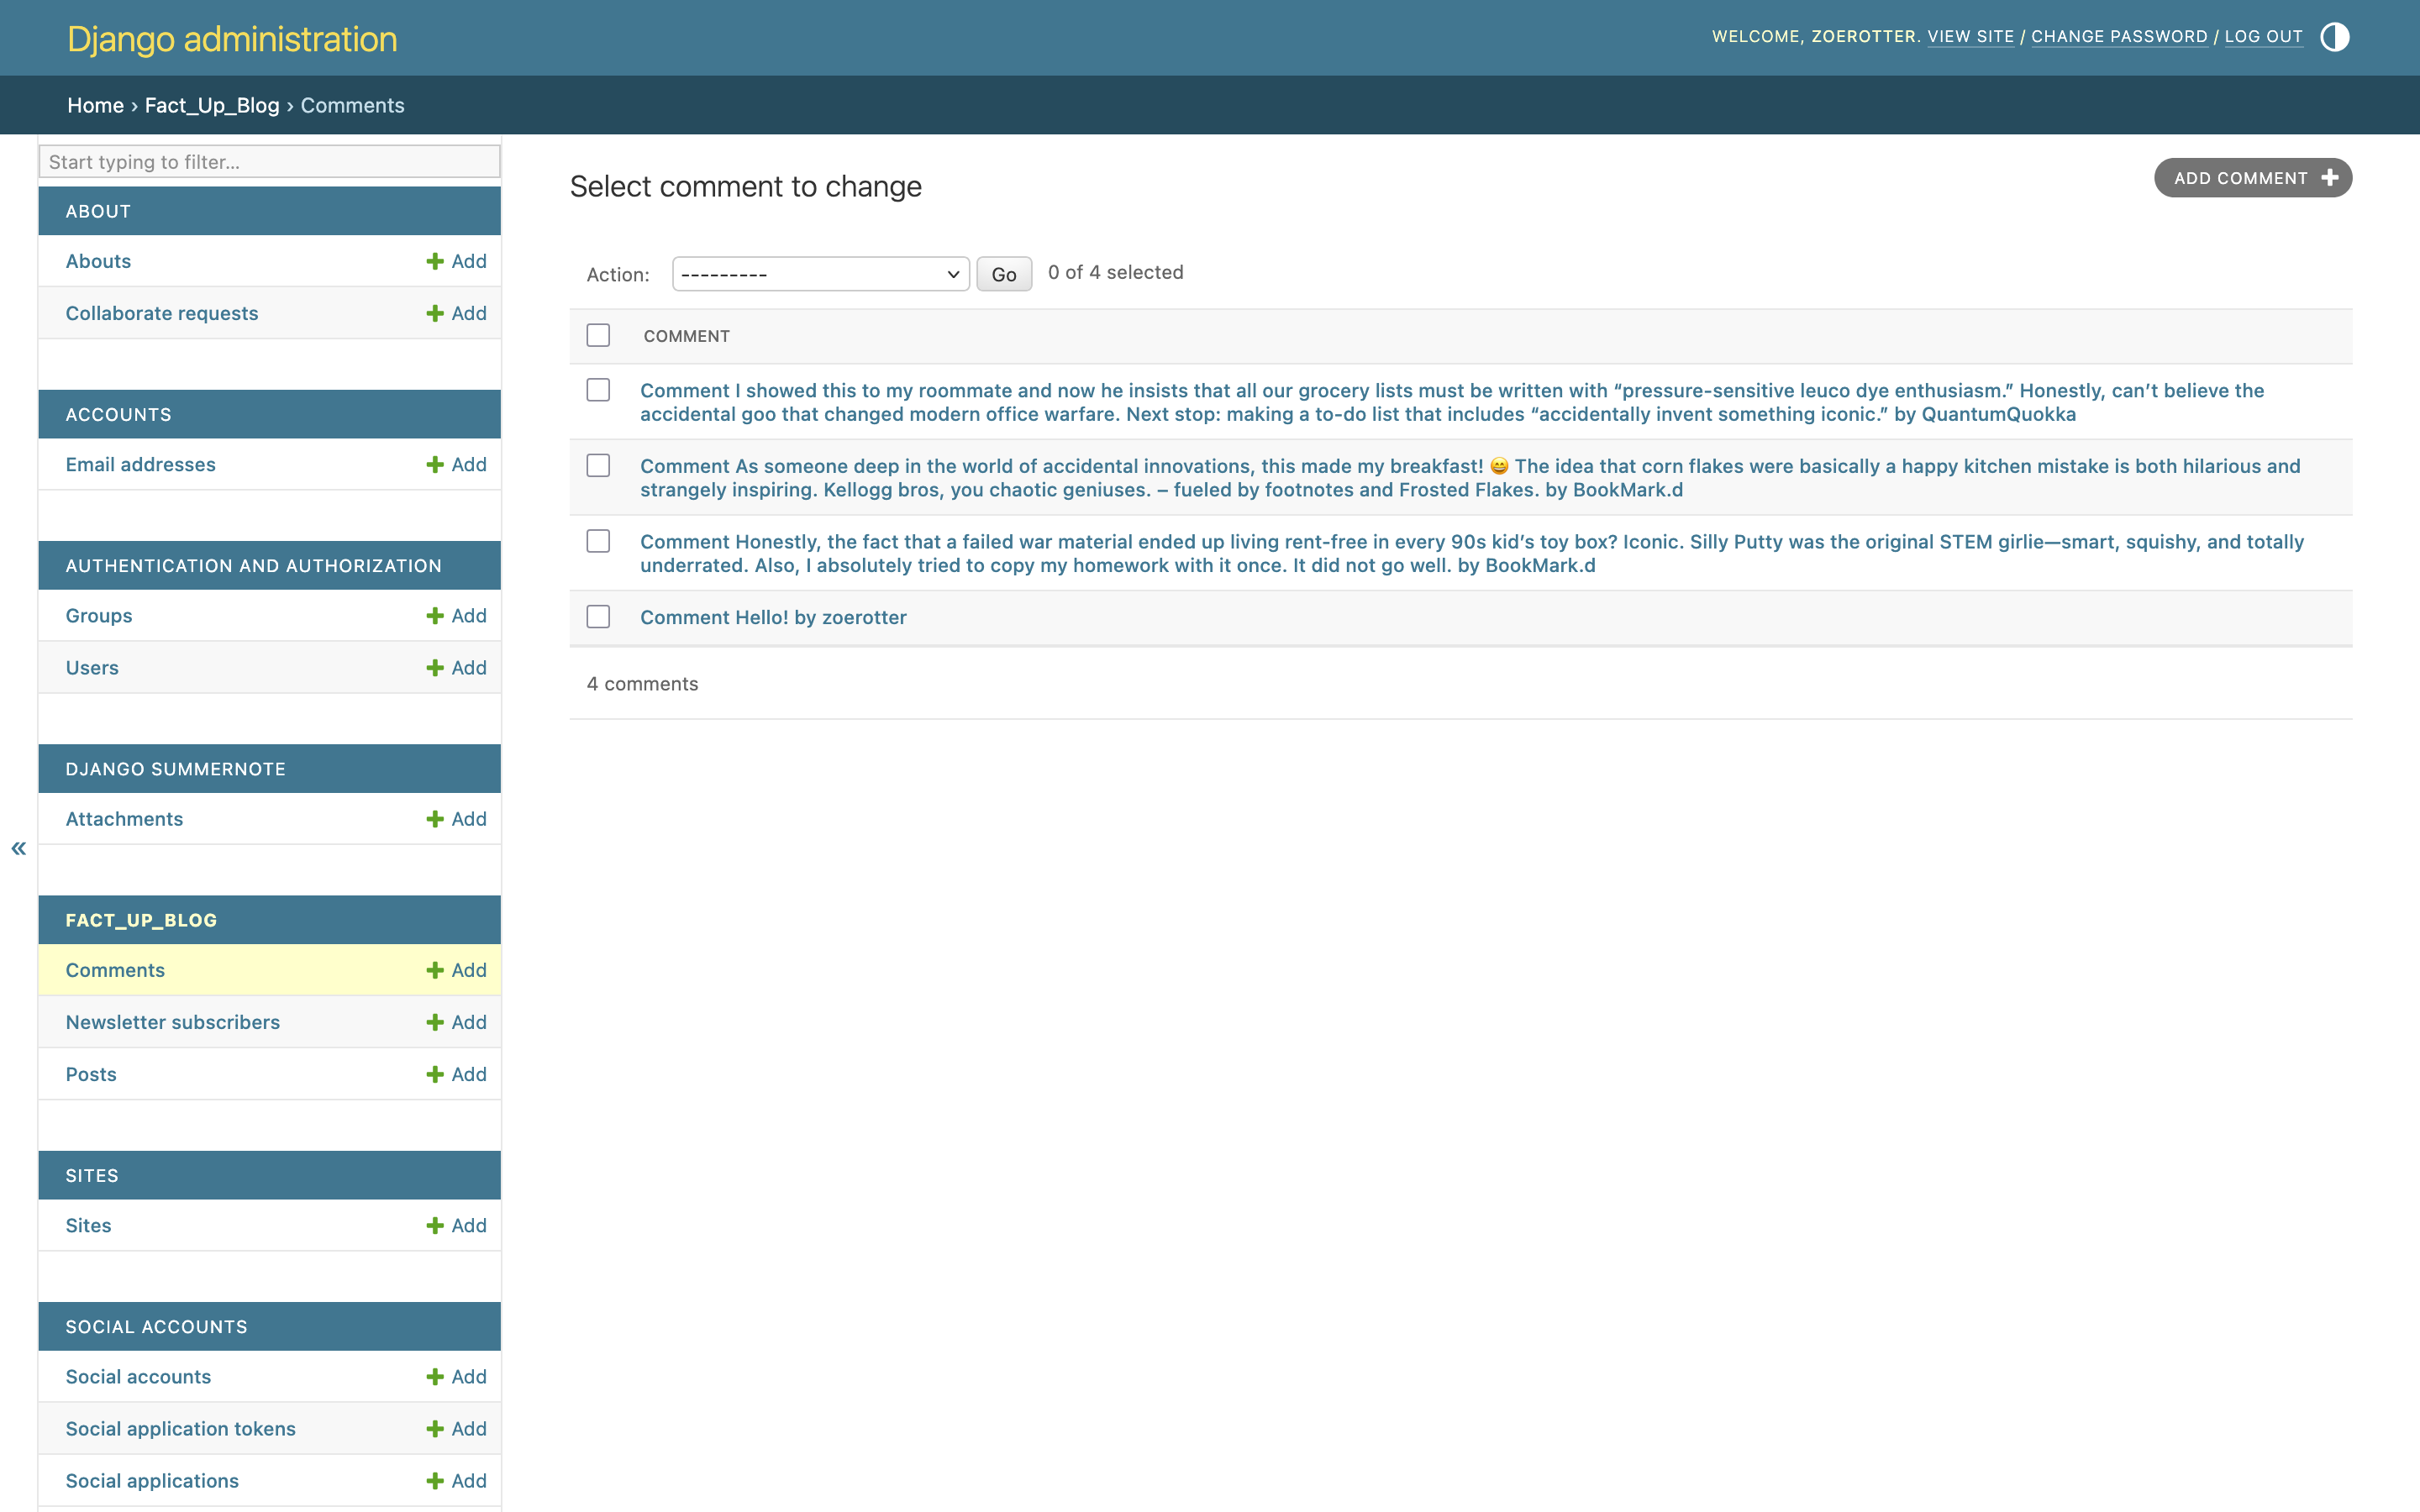 Django administration
WELCOME, ZOEROTTER. VIEW SITE / CHANGE PASSWORD / LOG OUT
Home › Fact_Up_Blog › Comments
Start typing to filter...
ABOUT
Abouts Add
Collaborate requests Add
ACCOUNTS
Email addresses Add
AUTHENTICATION AND AUTHORIZATION
Groups Add
Users Add
DJANGO SUMMERNOTE
Attachments Add
«
FACT_UP_BLOG
Comments Add
Newsletter subscribers Add
Posts Add
SITES
Sites Add
SOCIAL ACCOUNTS
Social accounts Add
Social application tokens Add
Social applications Add
Select comment to change
ADD COMMENT
Action: --------- Go 0 of 4 selected
COMMENT
Comment I showed this to my roommate and now he insists that all our grocery lists must be written with “pressure-sensitive leuco dye enthusiasm.” Honestly, can’t believe the
accidental goo that changed modern office warfare. Next stop: making a to-do list that includes “accidentally invent something iconic.” by QuantumQuokka
Comment As someone deep in the world of accidental innovations, this made my breakfast! 😄 The idea that corn flakes were basically a happy kitchen mistake is both hilarious and
strangely inspiring. Kellogg bros, you chaotic geniuses. – fueled by footnotes and Frosted Flakes. by BookMark.d
Comment Honestly, the fact that a failed war material ended up living rent-free in every 90s kid’s toy box? Iconic. Silly Putty was the original STEM girlie—smart, squishy, and totally
underrated. Also, I absolutely tried to copy my homework with it once. It did not go well. by BookMark.d
Comment Hello! by zoerotter
4 comments